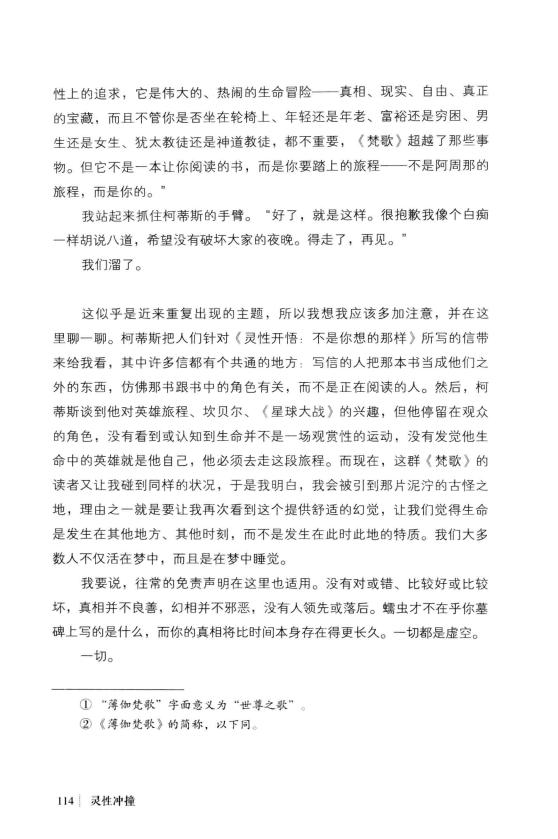 性上的追求，它是伟大的、热闹的生命冒险——真相、现实、自由、真正
的宝藏，而且不管你是否坐在轮椅上、年轻还是年老、富裕还是穷困、男
生还是女生、犹太教徒还是神道教徒，都不重要，《梵歌》超越了那些事
物。但它不是一本让你阅读的书，而是你要踏上的旅程——不是阿周那的
旅程，而是你的。”
我站起来抓住柯蒂斯的手臂。“好了，就是这样。很抱歉我像个白痴
一样胡说八道，希望没有破坏大家的夜晚。得走了，再见。”
我们溜了。
这似乎是近来重复出现的主题，所以我想我应该多加注意，并在这
里聊一聊。柯蒂斯把人们针对《灵性开悟：不是你想的那样》所写的信带
来给我看，其中许多信都有个共通的地方：写信的人把那本书当成他们之
外的东西，仿佛那书跟书中的角色有关，而不是正在阅读的人。然后，柯
蒂斯谈到他对英雄旅程、坎贝尔、《星球大战》的兴趣，但他停留在观众
的角色，没有看到或认知到生命并不是一场观赏性的运动，没有发觉他生
命中的英雄就是他自己，他必须去走这段旅程。而现在，这群《梵歌》的
读者又让我碰到同样的状况，于是我明白，我会被引到那片泥泞的古怪之
地，理由之一就是要让我再次看到这个提供舒适的幻觉，让我们觉得生命
是发生在其他地方、其他时刻，而不是发生在此时此地的特质。我们大多
数人不仅活在梦中，而且是在梦中睡觉。
我要说，往常的免责声明在这里也适用。没有对或错、比较好或比较
坏，真相并不良善，幻相并不邪恶，没有人领先或落后。蠕虫才不在乎你墓
碑上写的是什么，而你的真相将比时间本身存在得更长久。一切都是虚空。
一切。
① “薄伽梵歌”字面意义为“世尊之歌”。
② 《薄伽梵歌》的简称，以下同。
114 | 灵性冲撞